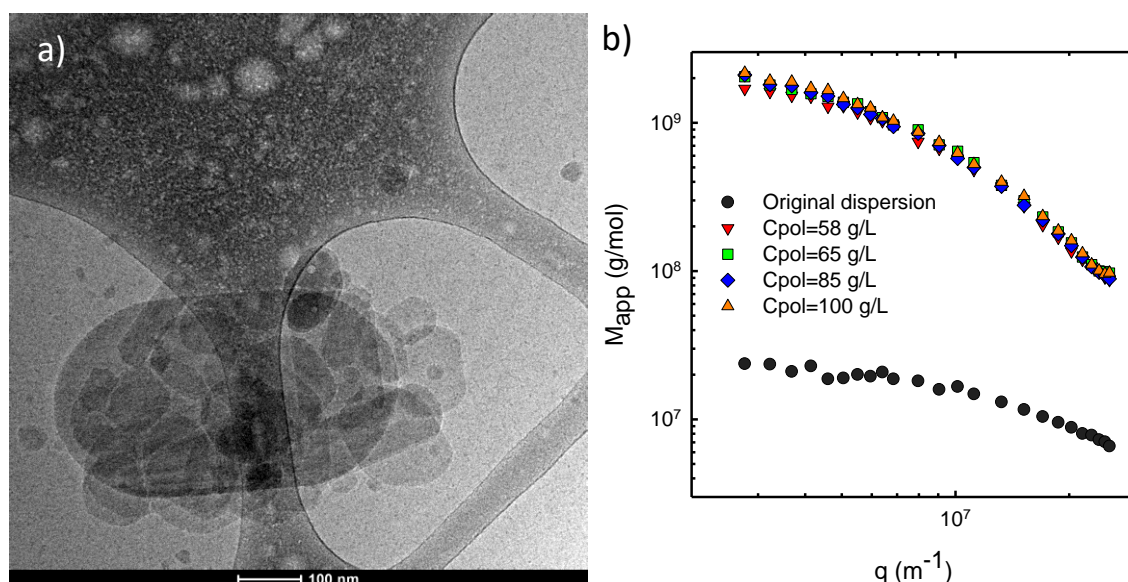 a)
100 nm
b)
10⁹
10⁸
10⁷
Mapp (g/mol)
Original dispersion
Cpol=58 g/L
Cpol=65 g/L
Cpol=85 g/L
Cpol=100 g/L
10⁷
q (m⁻¹)